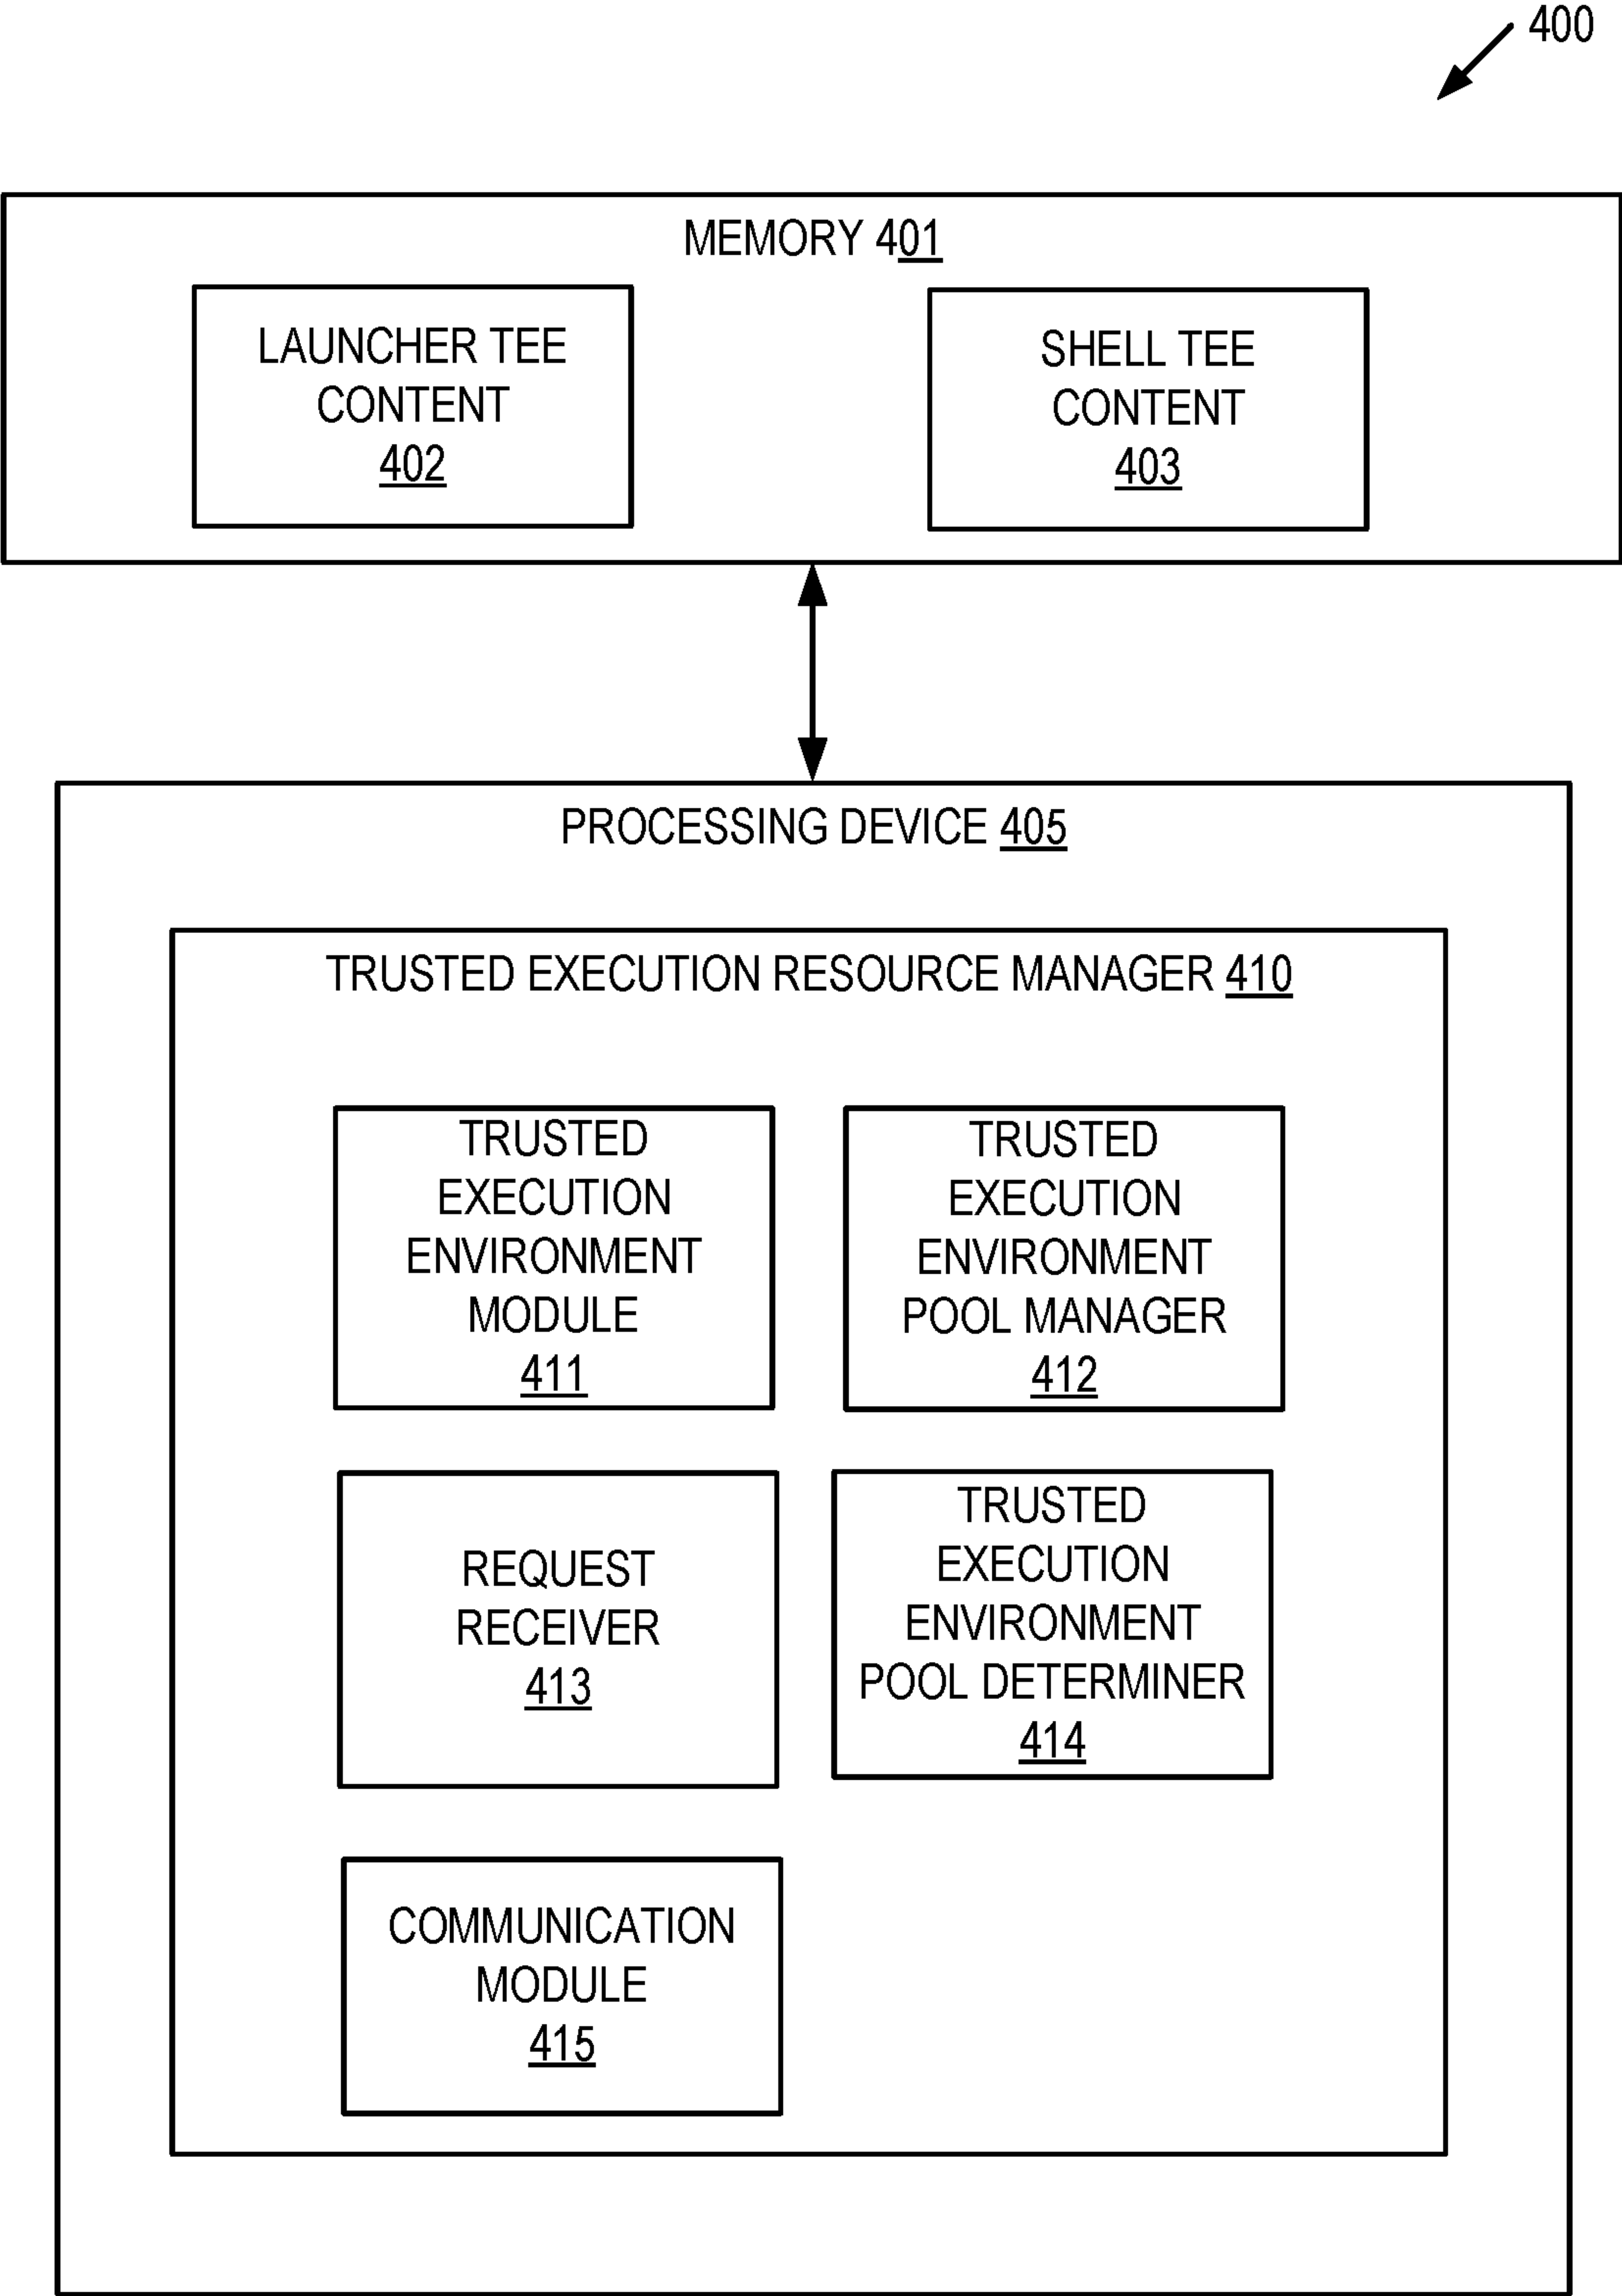 400
MEMORY 401
LAUNCHER TEE
CONTENT
402
SHELL TEE
CONTENT
403
PROCESSING DEVICE 405
TRUSTED EXECUTION RESOURCE MANAGER 410
TRUSTED
EXECUTION
ENVIRONMENT
MODULE
411
TRUSTED
EXECUTION
ENVIRONMENT
POOL MANAGER
412
REQUEST
RECEIVER
413
TRUSTED
EXECUTION
ENVIRONMENT
POOL DETERMINER
414
COMMUNICATION
MODULE
415